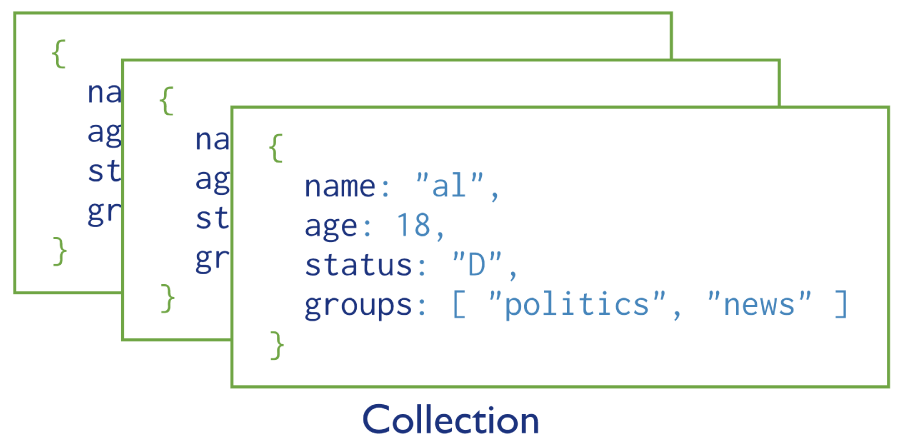 {
na
ag
st
gr
}
{
na
ag
st
gr
}
{
name: "al",
age: 18,
status: "D",
groups: [ "politics", "news" ]
}
Collection